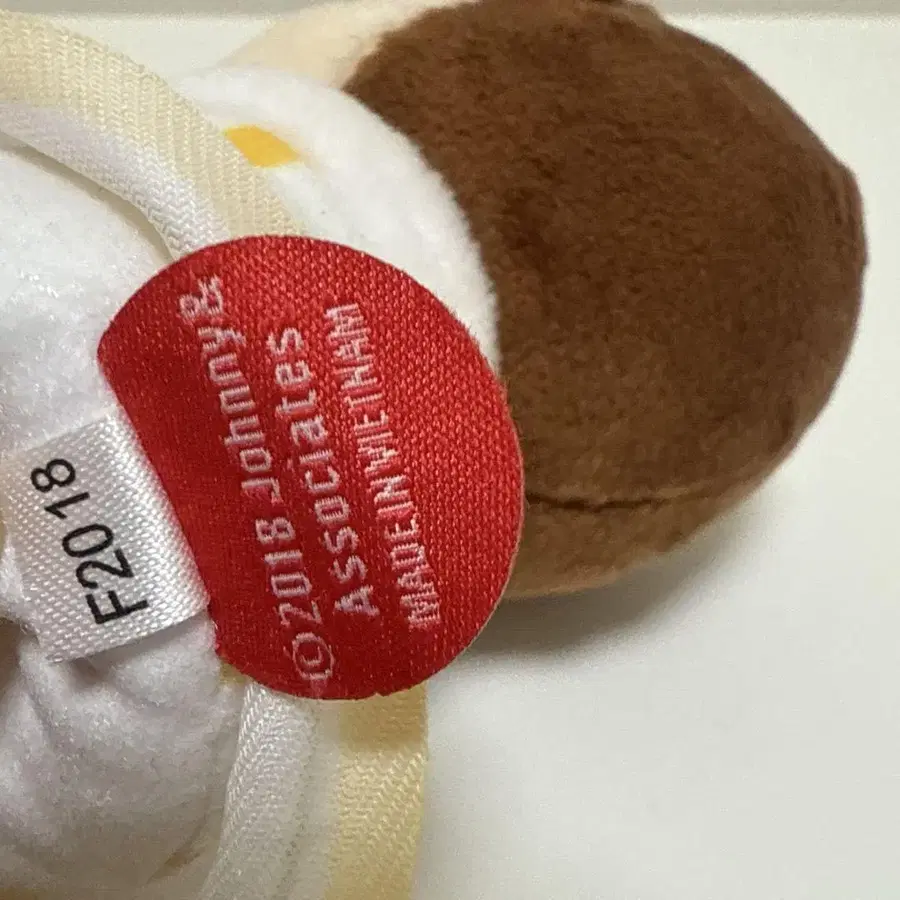 ©2018 Johnny&
Associates
MADE IN VIETNAM
F2018